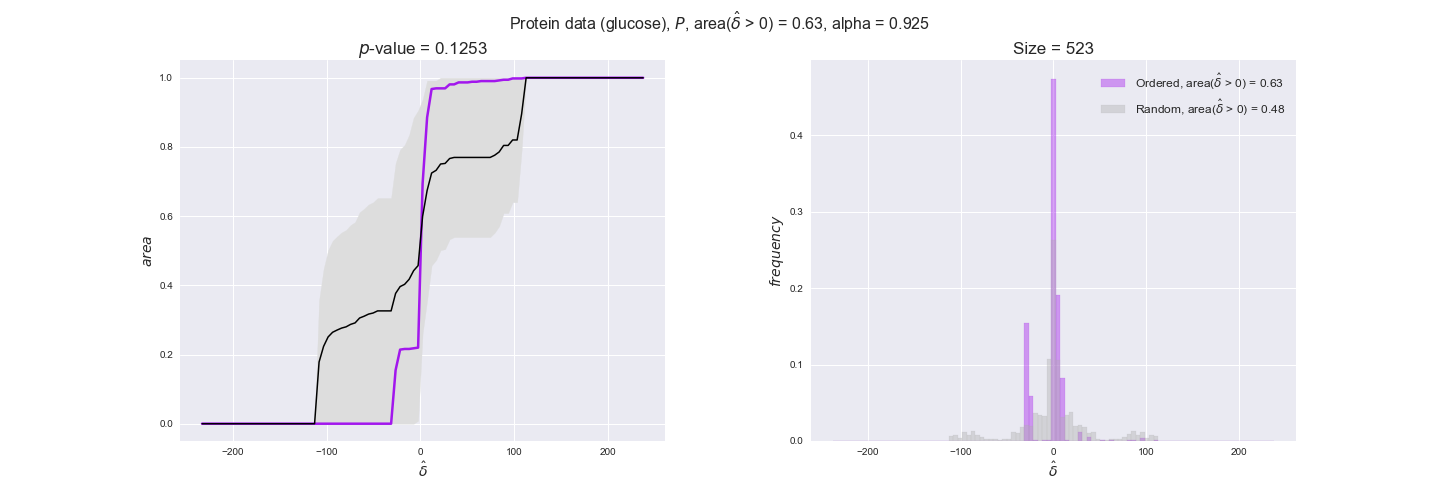 Protein data (glucose), P, area(δ̂ > 0) = 0.63, alpha = 0.925
p-value = 0.1253
1.0
0.8
0.6
0.4
0.2
0.0
area
−200
−100
0
100
200
δ̂
Size = 523
Ordered, area(δ̂ > 0) = 0.63
Random, area(δ̂ > 0) = 0.48
0.4
0.3
0.2
0.1
0.0
frequency
−200
−100
0
100
200
δ̂